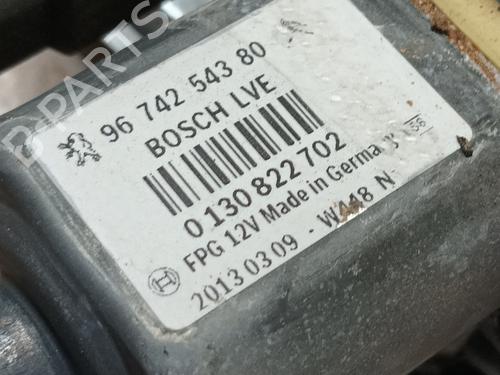 96 742 543 80
BOSCH LVE
0 130 822 702
FPG 12V Made in Germa
2013 03 09 - W448 N